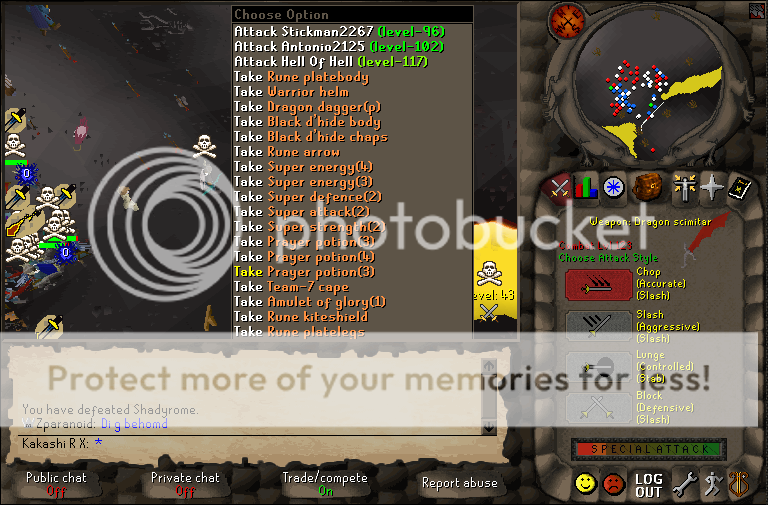 Choose Option
Attack Stickman2267 (level-96)
Attack Antonio2125 (level-102)
Attack Hell Of Hell (level-117)
Take Rune platebody
Take Warrior helm
Take Dragon dagger(p)
Take Black d'hide body
Take Black d'hide chaps
Take Rune arrow
Take Super energy(4)
Take Super energy(3)
Take Super defence(2)
Take Super attack(2)
Take Super strength(2)
Take Prayer potion(3)
Take Prayer potion(4)
Take Prayer potion(3)
Take Team-7 cape
Take Amulet of glory(1)
Take Rune kiteshield
Take Rune platelegs
0
0
Level: 43
photobucket
Protect more of your memories for less!
Weapon: Dragon scimitar
Choose Attack Style
Chop
(Accurate)
(Slash)
Slash
(Aggressive)
(Slash)
Lunge
(Controlled)
(Stab)
Block
(Defensive)
(Slash)
SPECIAL ATTACK
You have defeated Shadyrome.
Zparanoid: Di g behomd
Kakashi R X: *
Public chat
Off
Private chat
Off
Trade/compete
On
Report abuse
LOG
OUT